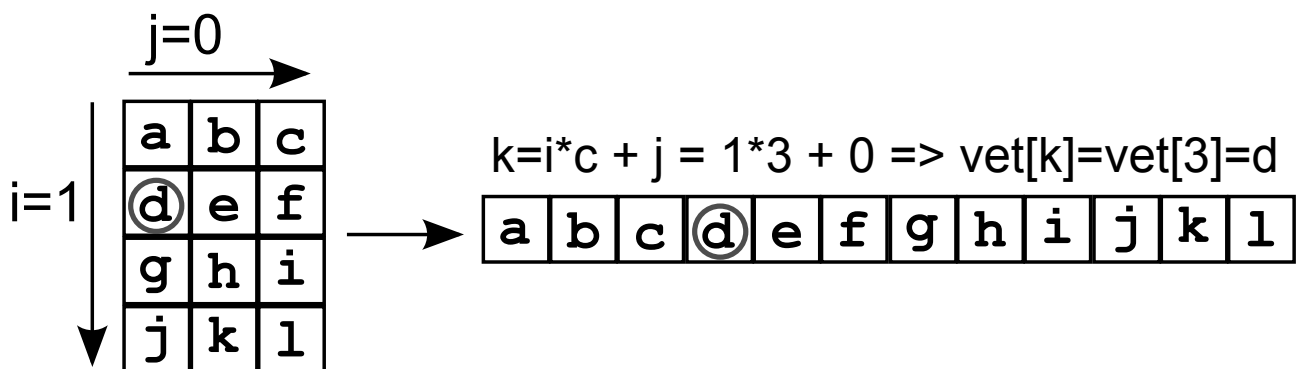 j=0
i=1
a b c
d e f
g h i
j k l
k=i*c + j = 1*3 + 0 => vet[k]=vet[3]=d
a b c d e f g h i j k l